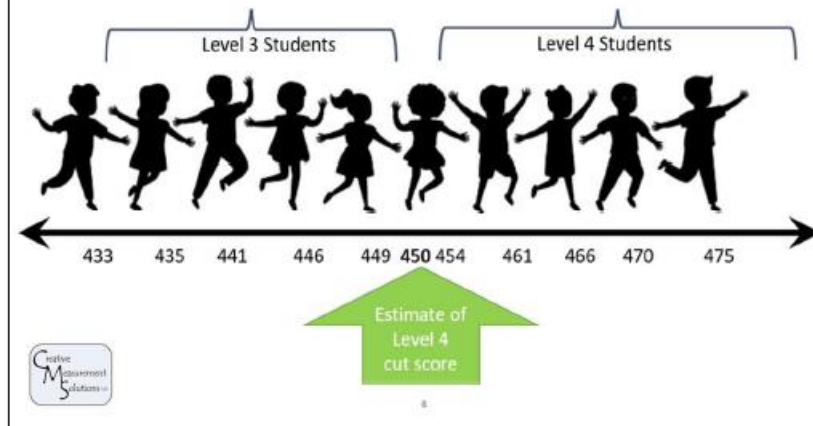 Level 3 Students Level 4 Students
433 435 441 446 449 450 454 461 466 470 475
Estimate of
Level 4
cut score
Creative
Measurement
Solutions